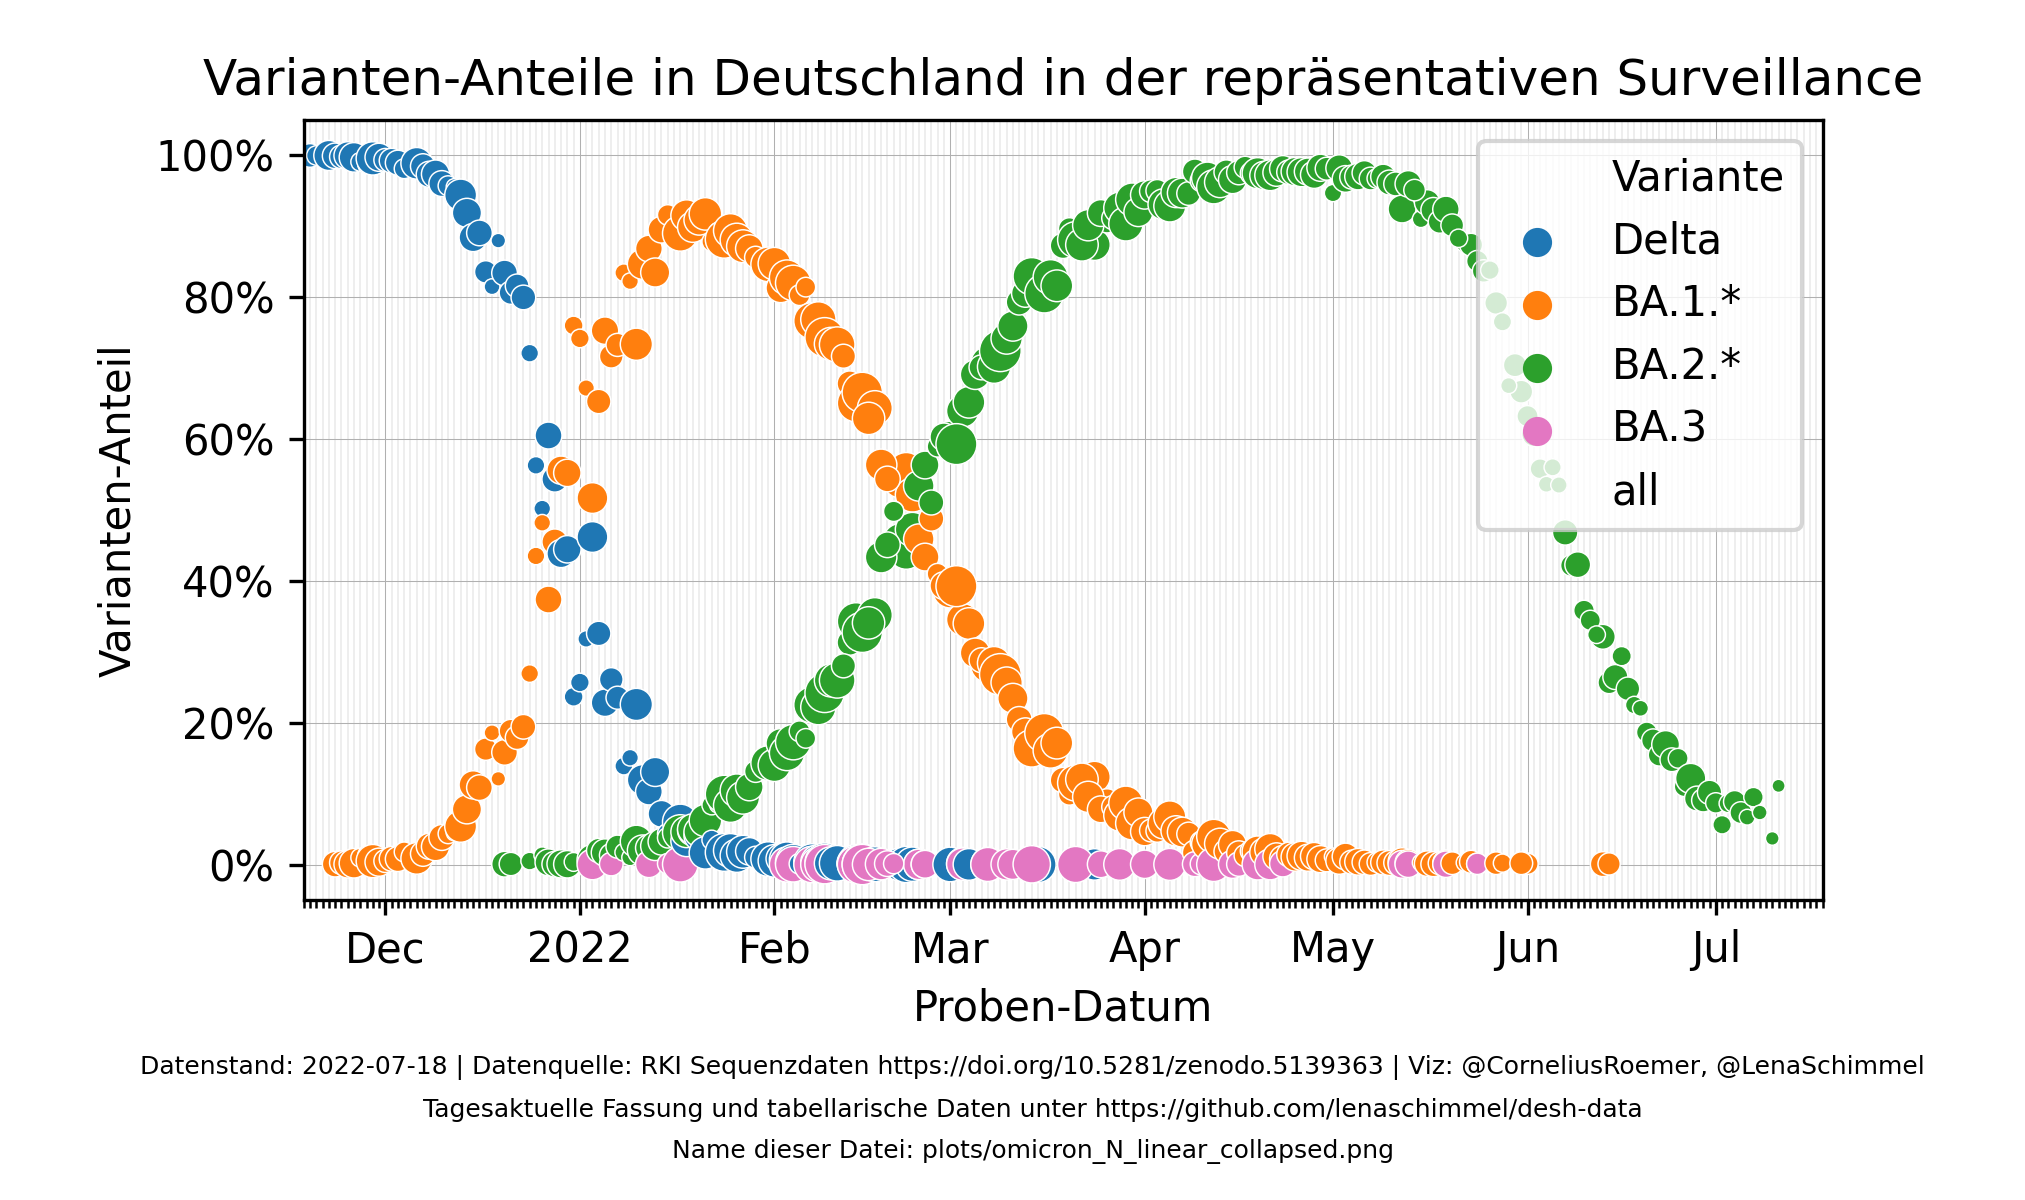 Varianten-Anteile in Deutschland in der repräsentativen Surveillance
Varianten-Anteil
100%
80%
60%
40%
20%
0%
Variante
Delta
BA.1.*
BA.2.*
BA.3
all
Dec 2022 Feb Mar Apr May Jun Jul
Proben-Datum
Datenstand: 2022-07-18 | Datenquelle: RKI Sequenzdaten https://doi.org/10.5281/zenodo.5139363 | Viz: @CorneliusRoemer, @LenaSchimmel
Tagesaktuelle Fassung und tabellarische Daten unter https://github.com/lenaschimmel/desh-data
Name dieser Datei: plots/omicron_N_linear_collapsed.png